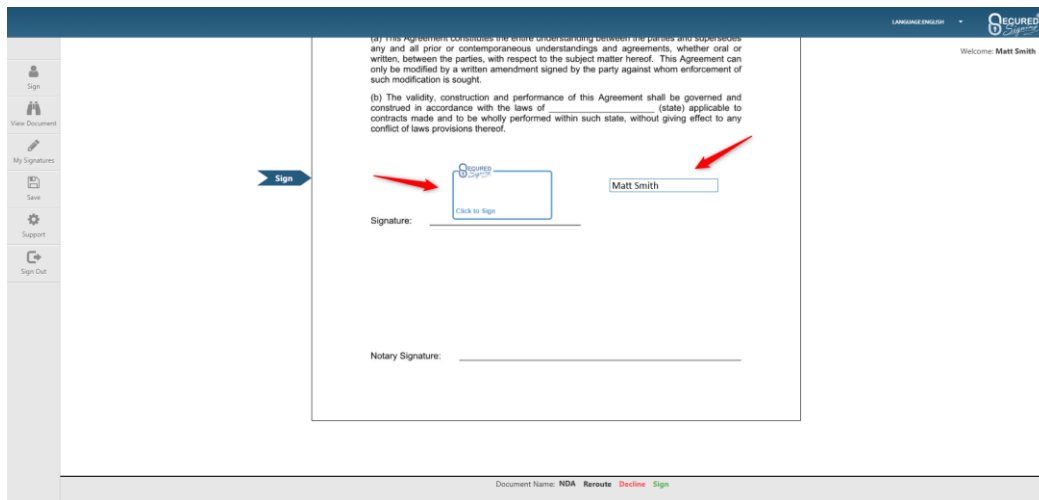 LANGUAGE:ENGLISH
SECURED
Signing
Welcome: Matt Smith
Sign
View Document
My Signatures
Save
Support
Sign Out
(a) This Agreement constitutes the entire understanding between the parties and supersedes
any and all prior or contemporaneous understandings and agreements, whether oral or
written, between the parties, with respect to the subject matter hereof. This Agreement can
only be modified by a written amendment signed by the party against whom enforcement of
such modification is sought.
(b) The validity, construction and performance of this Agreement shall be governed and
construed in accordance with the laws of ____________________ (state) applicable to
contracts made and to be wholly performed within such state, without giving effect to any
conflict of laws provisions thereof.
Sign
SECURED
Signing
Click to Sign
Matt Smith
Signature: ____________________
Notary Signature: ____________________
Document Name: NDA Reroute Decline Sign